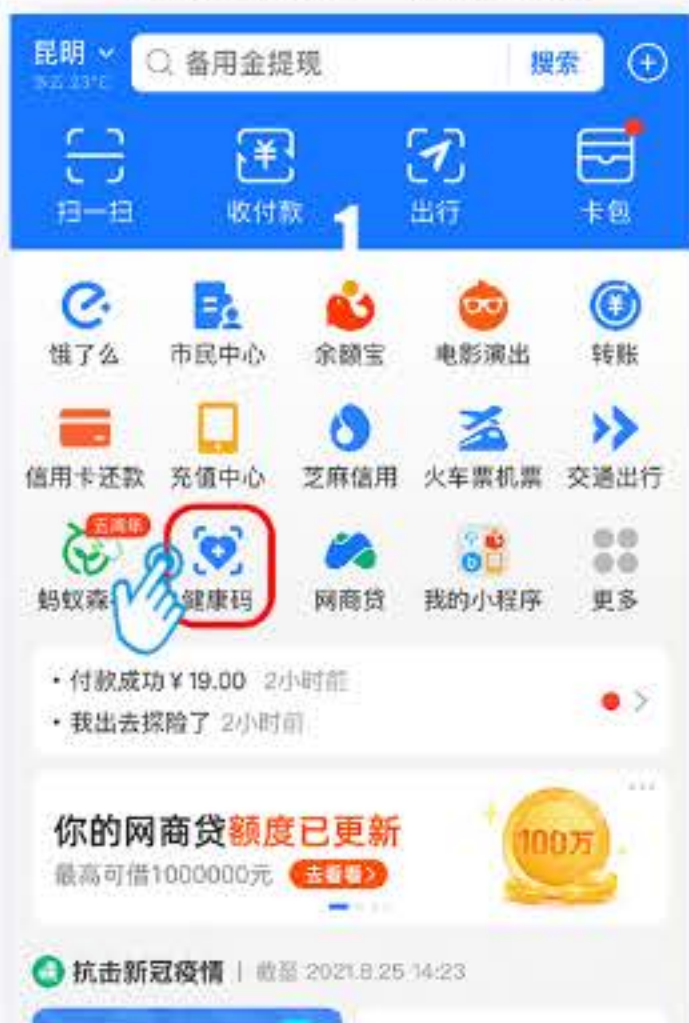 昆明
备用金提现
搜索
多云 23°C
扫一扫
收付款
出行
卡包
1
饿了么
市民中心
余额宝
电影演出
转账
信用卡还款
充值中心
芝麻信用
火车票机票
交通出行
五周年
蚂蚁森
健康码
网商贷
我的小程序
更多
·付款成功¥19.00 2小时前
·我出去探险了 2小时前
你的网商贷额度已更新
100万
最高可借1000000元 去看看>
抗击新冠疫情 | 截至 2021.8.25 14:23